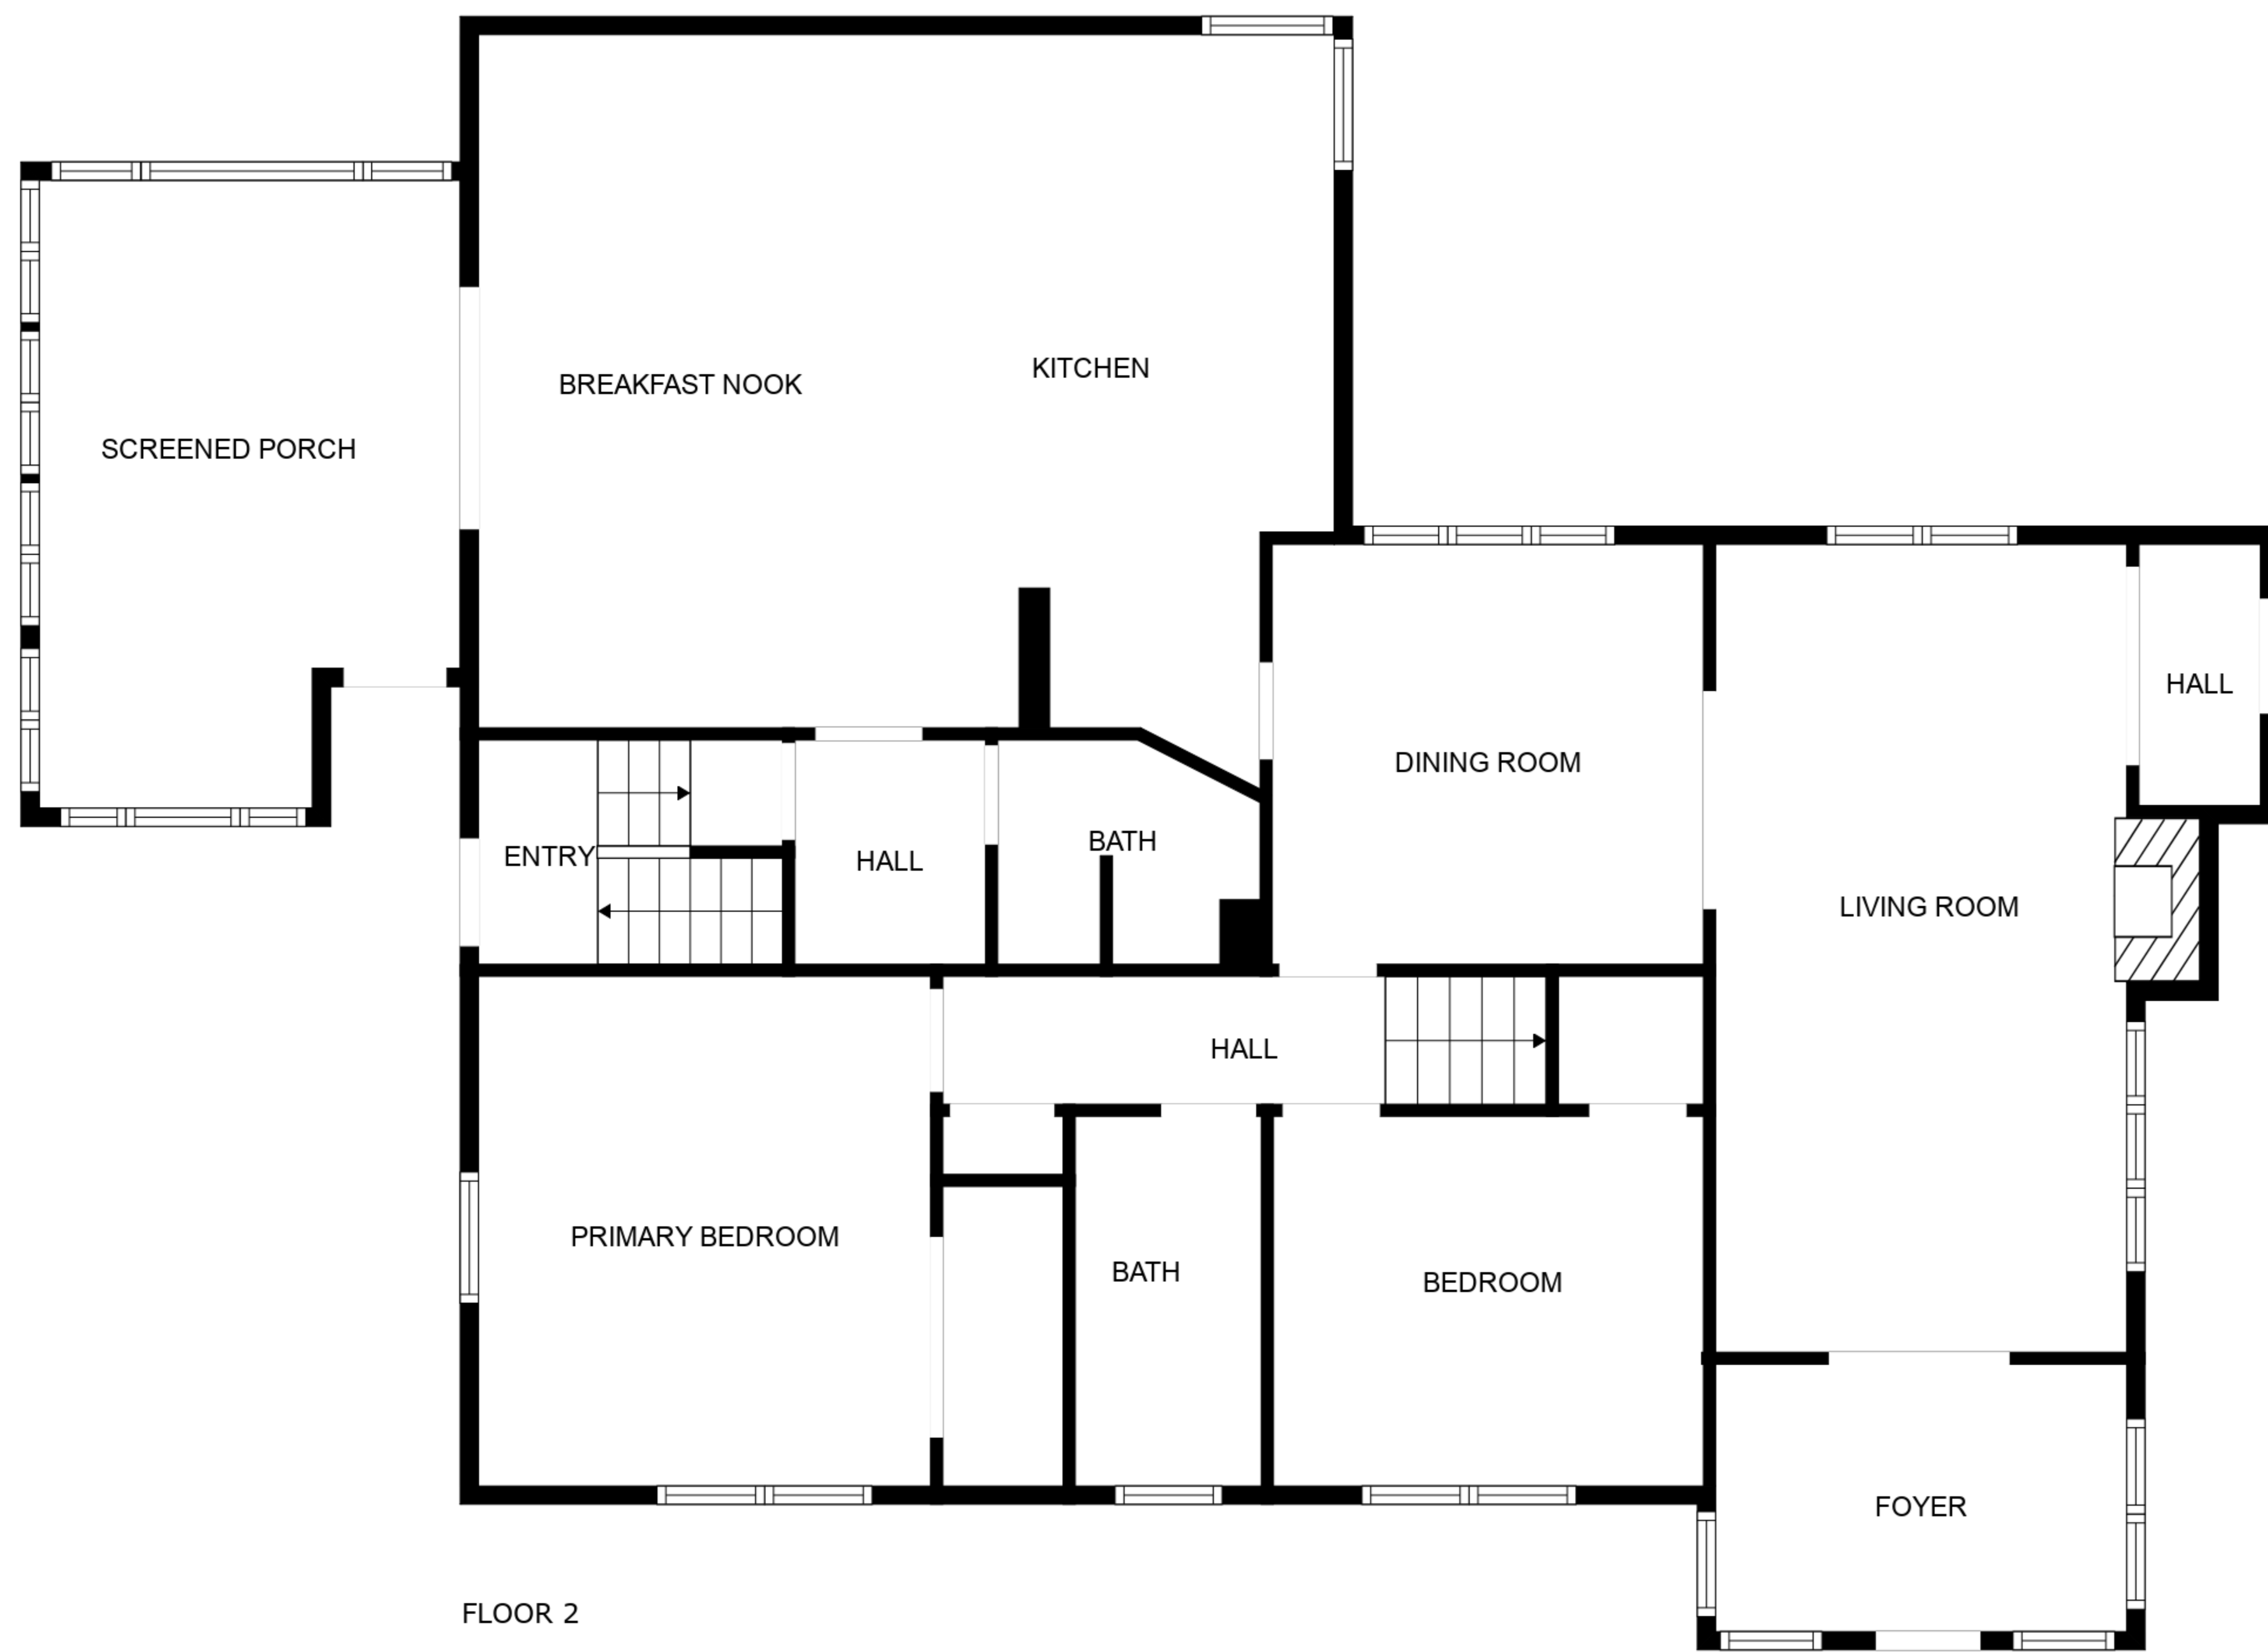 KITCHEN
BREAKFAST NOOK
SCREENED PORCH
HALL
DINING ROOM
BATH
ENTRY
HALL
LIVING ROOM
HALL
PRIMARY BEDROOM
BATH
BEDROOM
FOYER
FLOOR 2